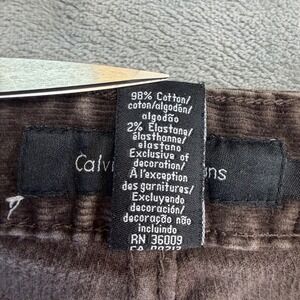 98% Cotton/
coton/algodón/
algodão
2% Elastane/
élasthanne/
elastano
Exclusive of
decoration/
À l'exception
des garnitures/
Excluyendo
decoración/
decoração não
incluindo
RN 36009
Calvi
ns